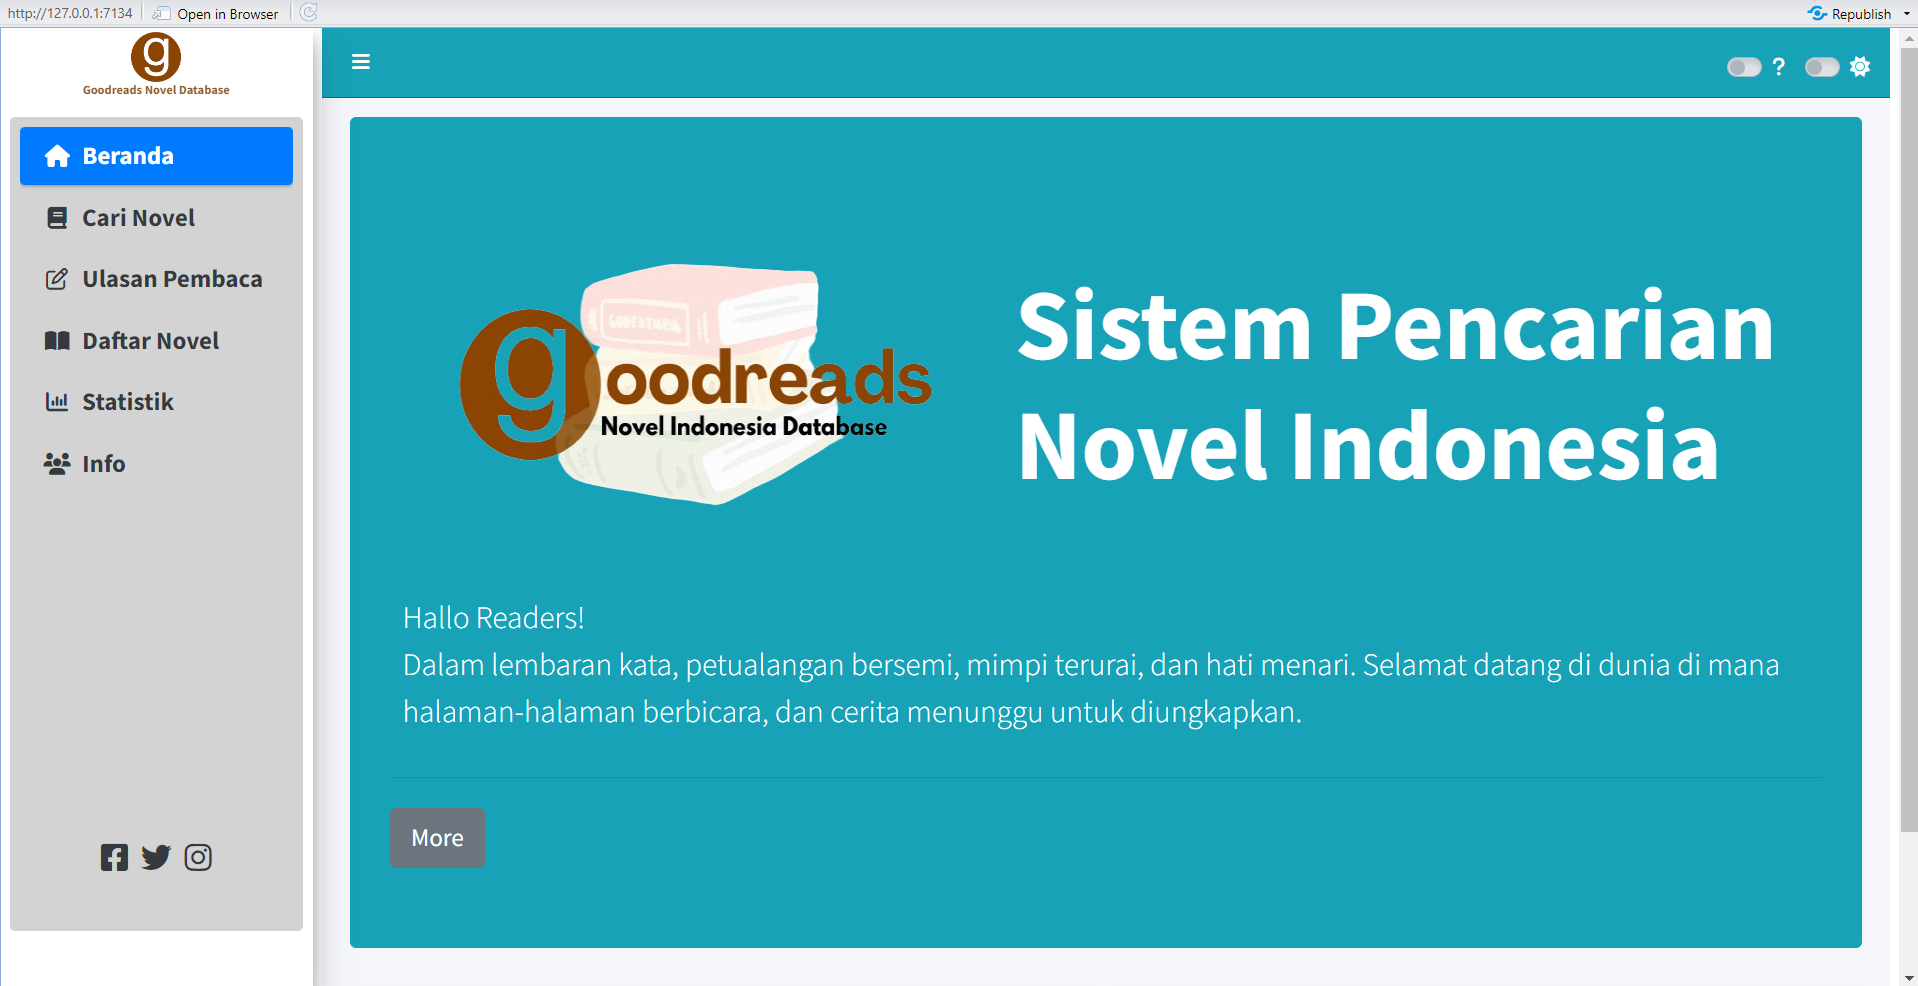 http://127.0.0.1:7134
Open in Browser
Republish
g
Goodreads Novel Database
?
Beranda
Cari Novel
Ulasan Pembaca
Daftar Novel
Statistik
Info
GODFATHER
goodreads
Novel Indonesia Database
Sistem Pencarian
Novel Indonesia
Hallo Readers!
Dalam lembaran kata, petualangan bersemi, mimpi terurai, dan hati menari. Selamat datang di dunia di mana
halaman-halaman berbicara, dan cerita menunggu untuk diungkapkan.
More